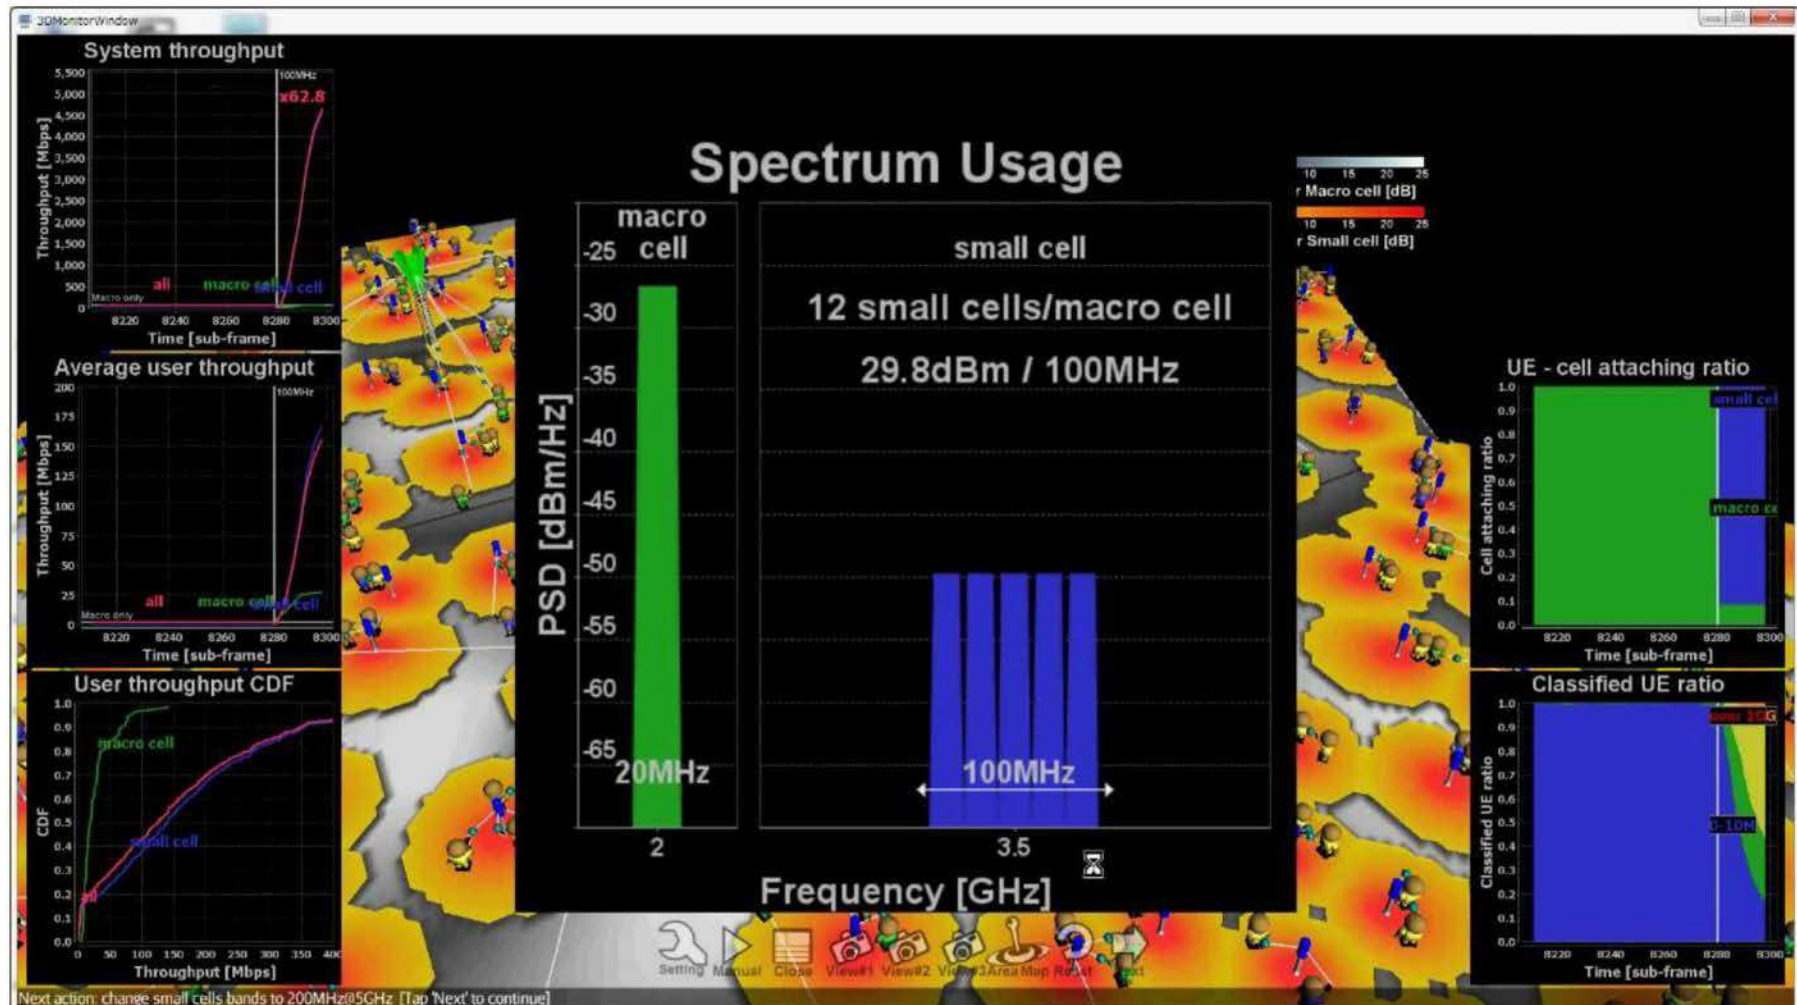 3DMonitorWindow
System throughput
Throughput [Mbps]
5,500
5,000
4,500
4,000
3,500
3,000
2,500
2,000
1,500
1,000
500
0
100MHz
x62.8
all
Macro only
8220 8240 8260 8280 8300
Time [sub-frame]
Average user throughput
Throughput [Mbps]
200
175
150
125
100
75
50
25
0
100MHz
all
Macro only
8220 8240 8260 8280 8300
Time [sub-frame]
User throughput CDF
CDF
1.0
0.9
0.8
0.7
0.6
0.5
0.4
0.3
0.2
0.1
0.0
macro cell
small cell
all
0 50 100 150 200 250 300 350 400
Throughput [Mbps]
Spectrum Usage
PSD [dBm/Hz]
macro
cell
-25
-30
-35
-40
-45
-50
-55
-60
-65
20MHz
2
small cell
12 small cells/macro cell
29.8dBm / 100MHz
100MHz
3.5
Frequency [GHz]
10 15 20 25
r Macro cell [dB]
10 15 20 25
r Small cell [dB]
UE - cell attaching ratio
Cell attaching ratio
1.0
0.9
0.8
0.7
0.6
0.5
0.4
0.3
0.2
0.1
0.0
small cel
macro ce
8220 8240 8260 8280 8300
Time [sub-frame]
Classified UE ratio
Classified UE ratio
1.0
0.9
0.8
0.7
0.6
0.5
0.4
0.3
0.2
0.1
0.0
0-10M
8220 8240 8260 8280 8300
Time [sub-frame]
Setting Manual Close View#1 View#2 View#3 Area Map Reset Next
Next action: change small cells bands to 200MHz@5GHz [Tap 'Next' to continue]